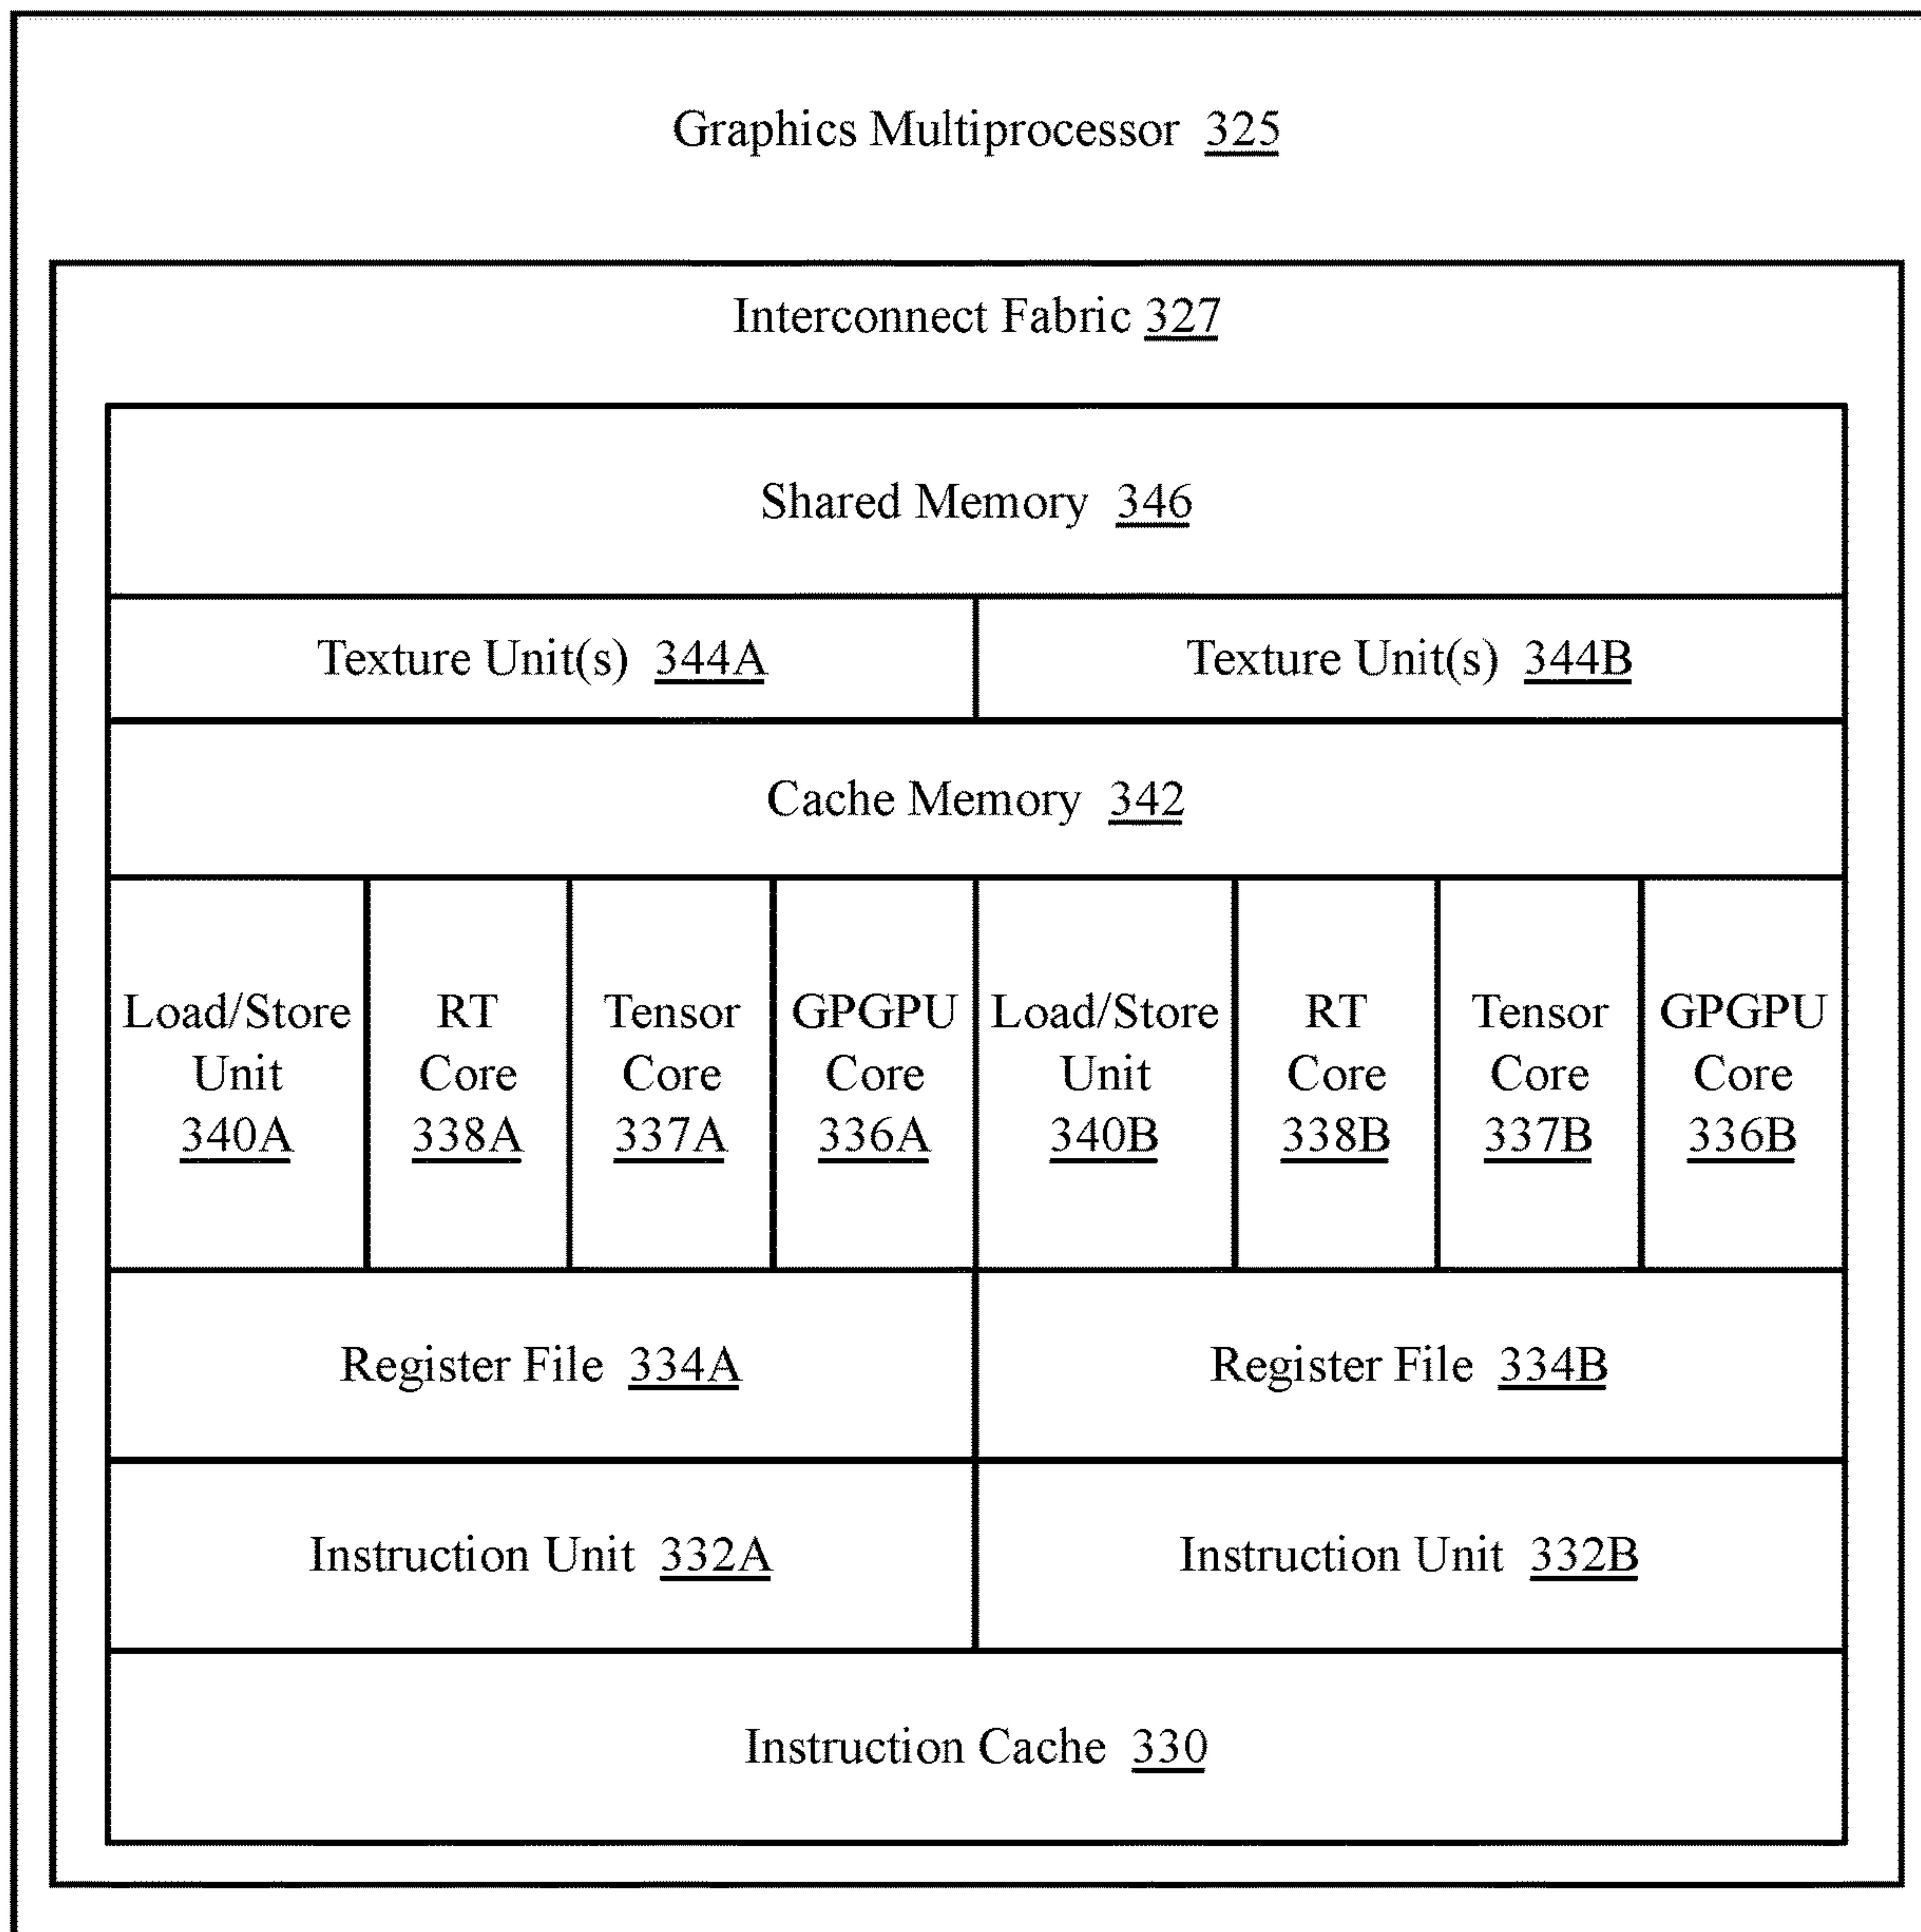 Graphics Multiprocessor 325
Interconnect Fabric 327
Shared Memory 346
Texture Unit(s) 344A
Texture Unit(s) 344B
Cache Memory 342
Load/Store
Unit
340A
RT
Core
338A
Tensor
Core
337A
GPGPU
Core
336A
Load/Store
Unit
340B
RT
Core
338B
Tensor
Core
337B
GPGPU
Core
336B
Register File 334A
Register File 334B
Instruction Unit 332A
Instruction Unit 332B
Instruction Cache 330